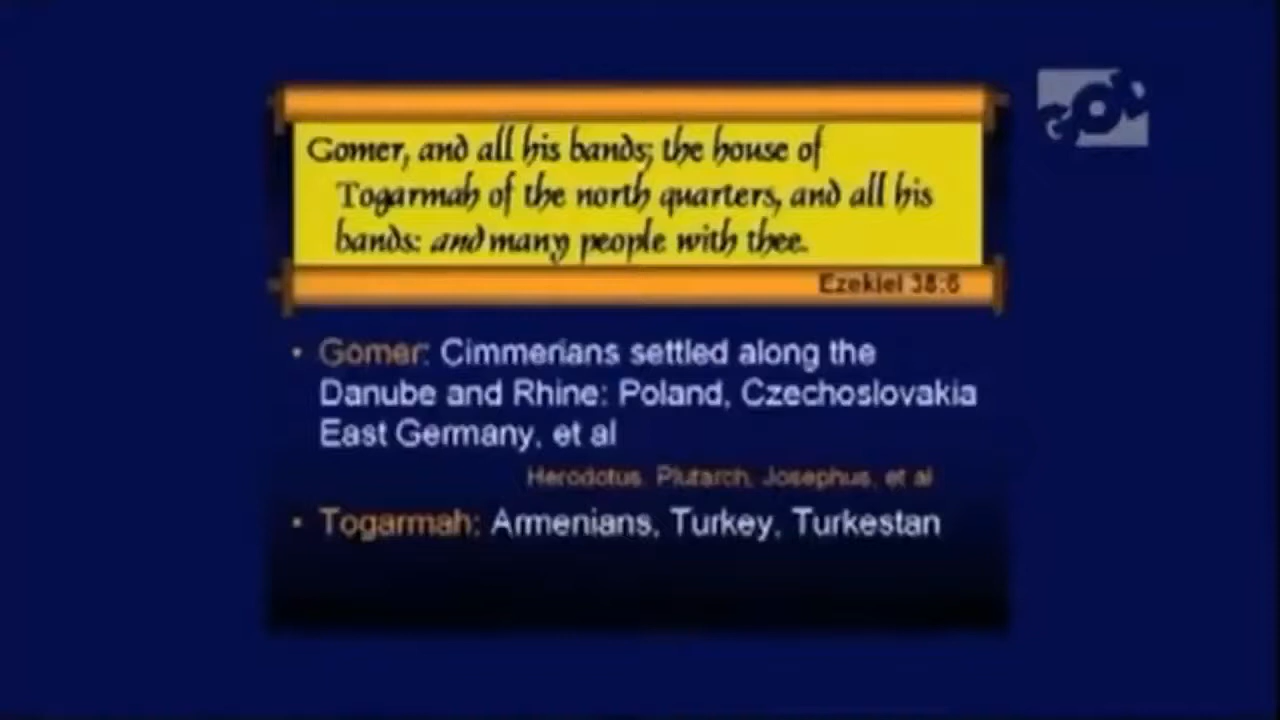 GOD
Gomer, and all his bands; the house of
Togarmah of the north quarters, and all his
bands: and many people with thee.
Ezekiel 38:6
• Gomer: Cimmerians settled along the
Danube and Rhine: Poland, Czechoslovakia
East Germany, et al
Herodotus, Plutarch, Josephus, et al
• Togarmah: Armenians, Turkey, Turkestan